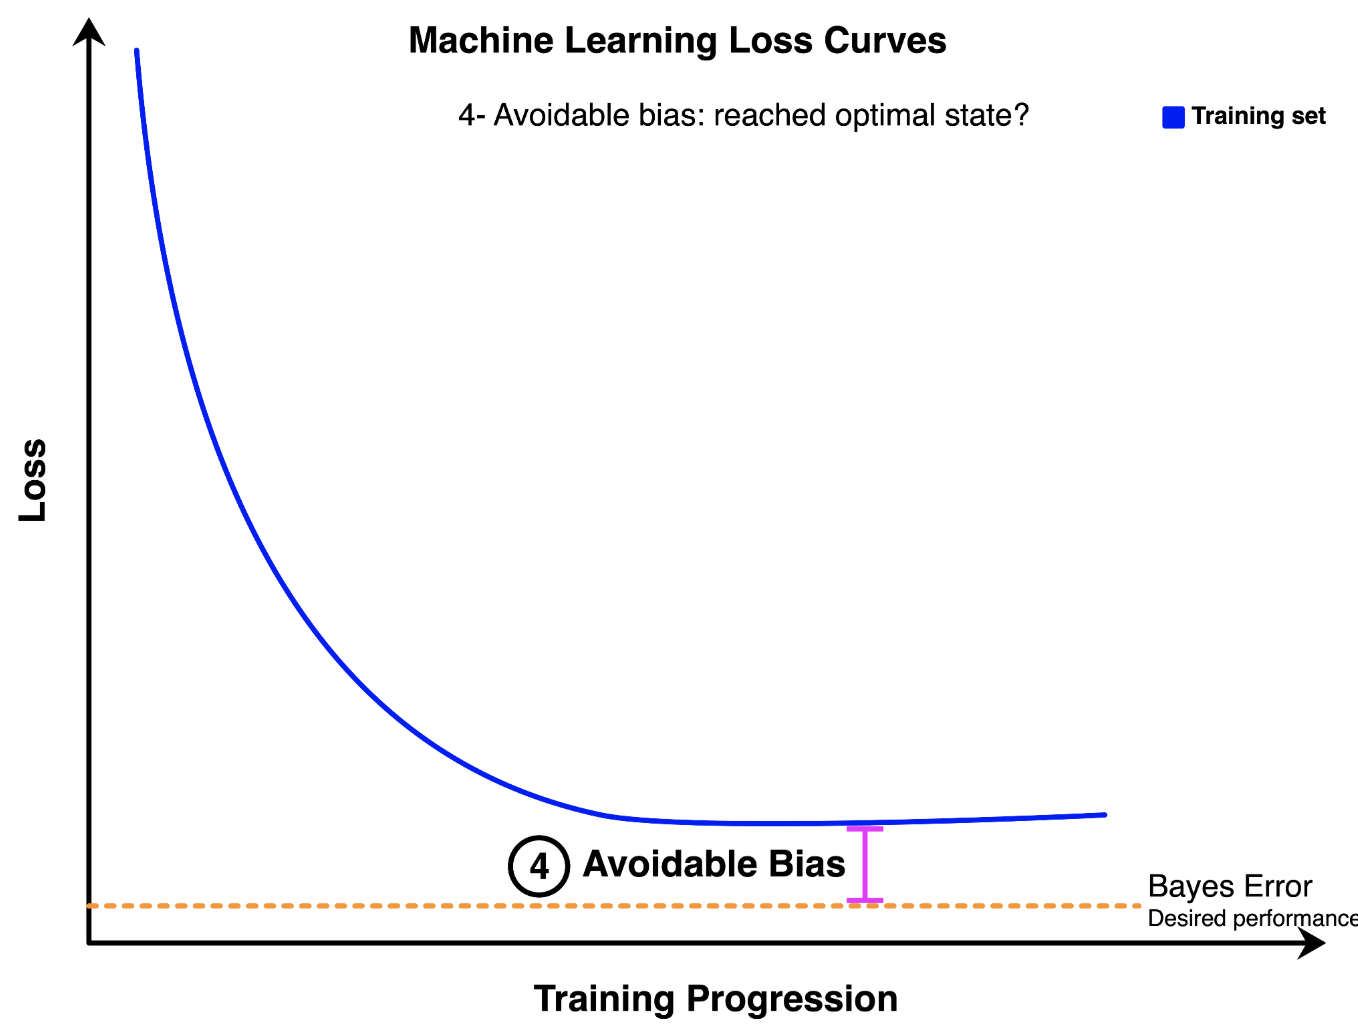 Machine Learning Loss Curves
4- Avoidable bias: reached optimal state?
Training set
Loss
4 Avoidable Bias
Bayes Error
Desired performance
Training Progression